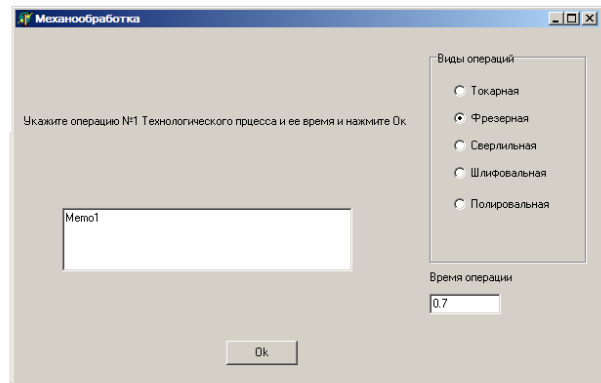 Механообработка
Виды операций
Токарная
Фрезерная
Сверлильная
Шлифовальная
Полировальная
Укажите операцию №1 Технологического прцесса и ее время и нажмите Ок
Memo1
Время операции
0.7
Ok